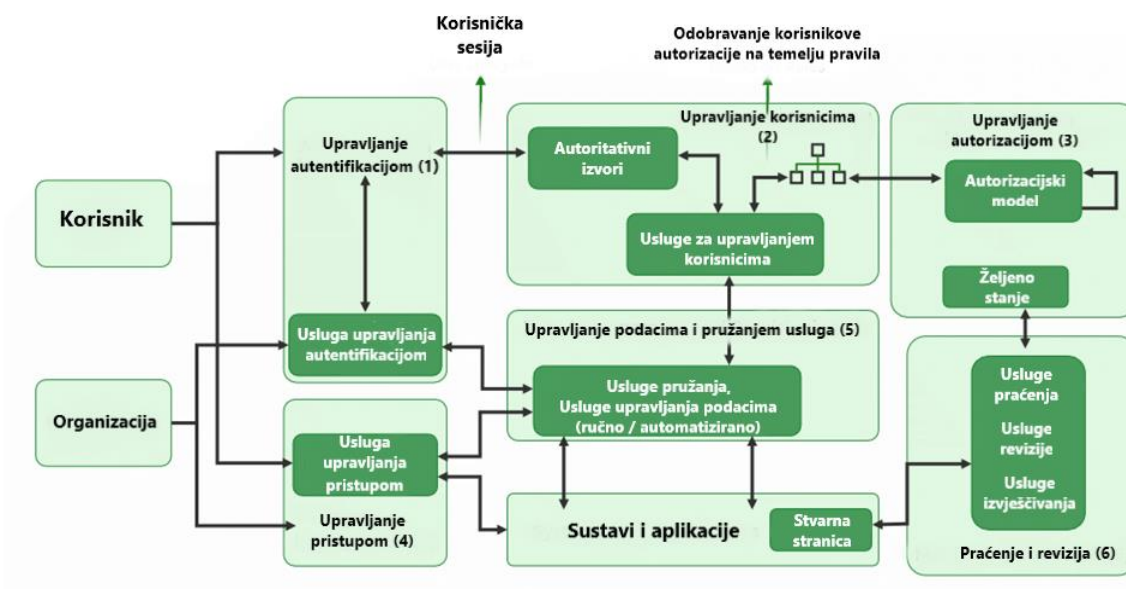 Korisnička
sesija
Odobravanje korisnikove
autorizacije na temelju pravila
Korisnik
Organizacija
Upravljanje
autentifikacijom (1)
Usluga upravljanja
autentifikacijom
Usluga
upravljanja
pristupom
Upravljanje
pristupom (4)
Upravljanje korisnicima
(2)
Autoritativni
izvori
Usluge za upravljanjem
korisnicima
Upravljanje podacima i pružanjem usluga (5)
Usluge pružanja,
Usluge upravljanja podacima
(ručno / automatizirano)
Sustavi i aplikacije
Stvarna
stranica
Upravljanje
autorizacijom (3)
Autorizacijski
model
Željeno
stanje
Usluge
praćenja
Usluge
revizije
Usluge
izvješčivanja
Praćenje i revizija (6)